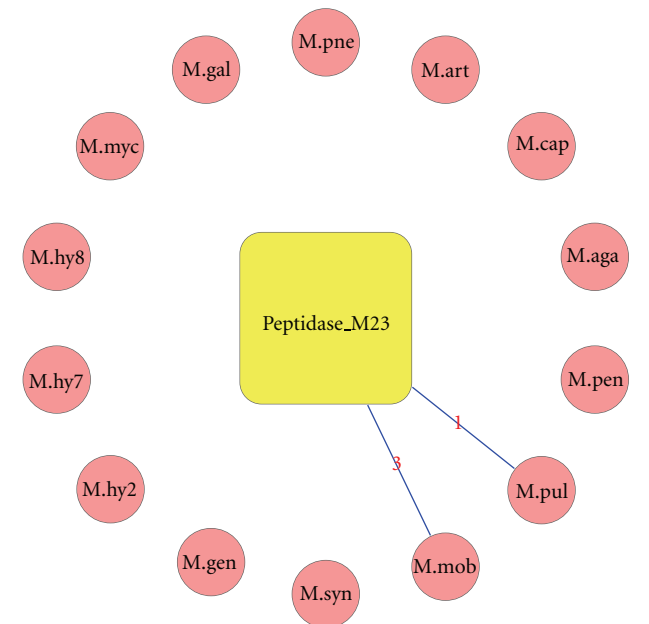 M.pne
M.gal
M.art
M.myc
M.cap
M.hy8
M.aga
Peptidase_M23
M.hy7
M.pen
1
3
M.hy2
M.pul
M.gen
M.mob
M.syn